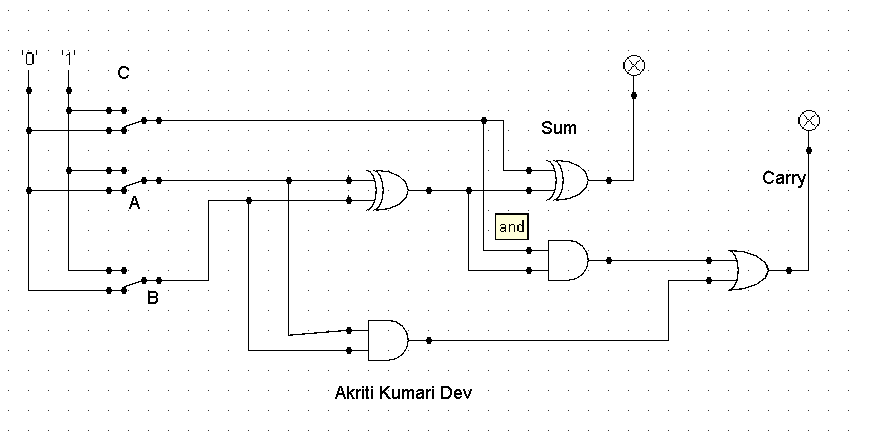 '0' '1'
C
Sum
Carry
A
and
B
Akriti Kumari Dev